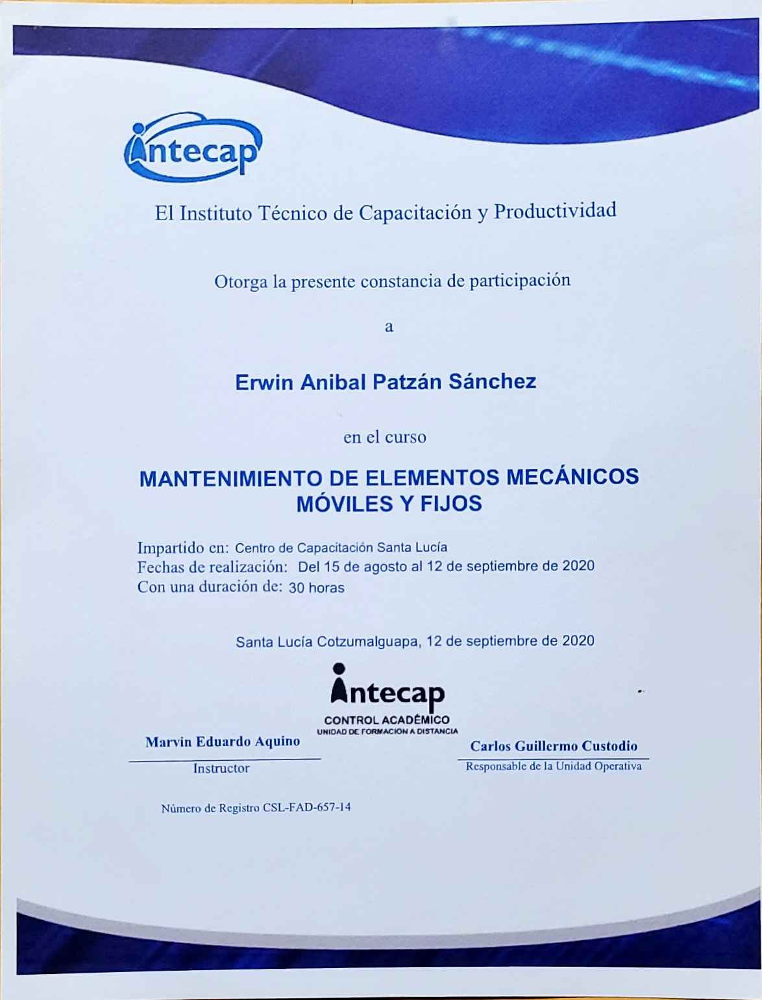 intecap
El Instituto Técnico de Capacitación y Productividad
Otorga la presente constancia de participación
a
Erwin Anibal Patzán Sánchez
en el curso
MANTENIMIENTO DE ELEMENTOS MECÁNICOS
MÓVILES Y FIJOS
Impartido en: Centro de Capacitación Santa Lucía
Fechas de realización: Del 15 de agosto al 12 de septiembre de 2020
Con una duración de: 30 horas
Santa Lucía Cotzumalguapa, 12 de septiembre de 2020
intecap
CONTROL ACADÉMICO
UNIDAD DE FORMACION A DISTANCIA
Marvin Eduardo Aquino
Instructor
Carlos Guillermo Custodio
Responsable de la Unidad Operativa
Número de Registro CSL-FAD-657-14